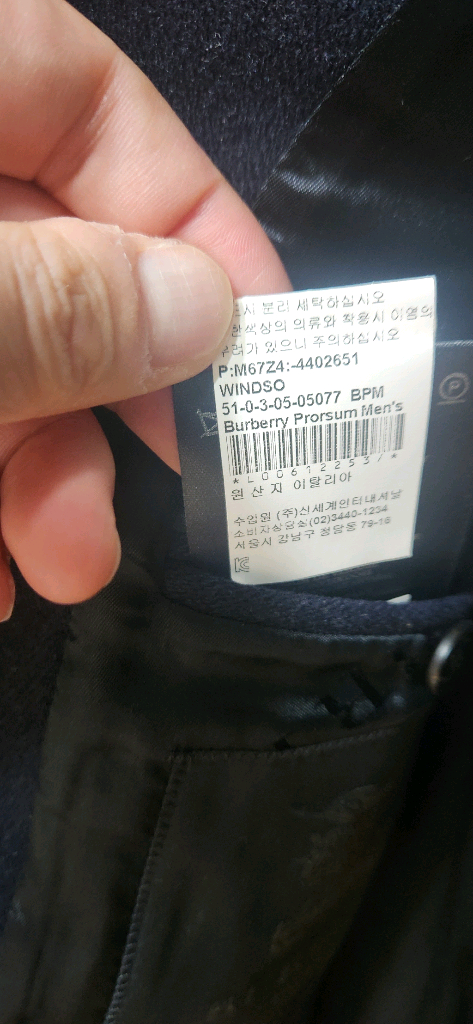 분리 세탁하십시오
한색상의 의류와 착용시 이염의
우려가 있으니 주의하십시오
P:M67Z4:-4402651
WINDSO
51-0-3-05-05077 BPM
Burberry Prorsum Men's
*L00612253/*
원 산 지 이탈리아
수입원 (주)신세계인터내셔날
소비자상담실(02)3440-1234
서울시 강남구 청담동 79-16
P